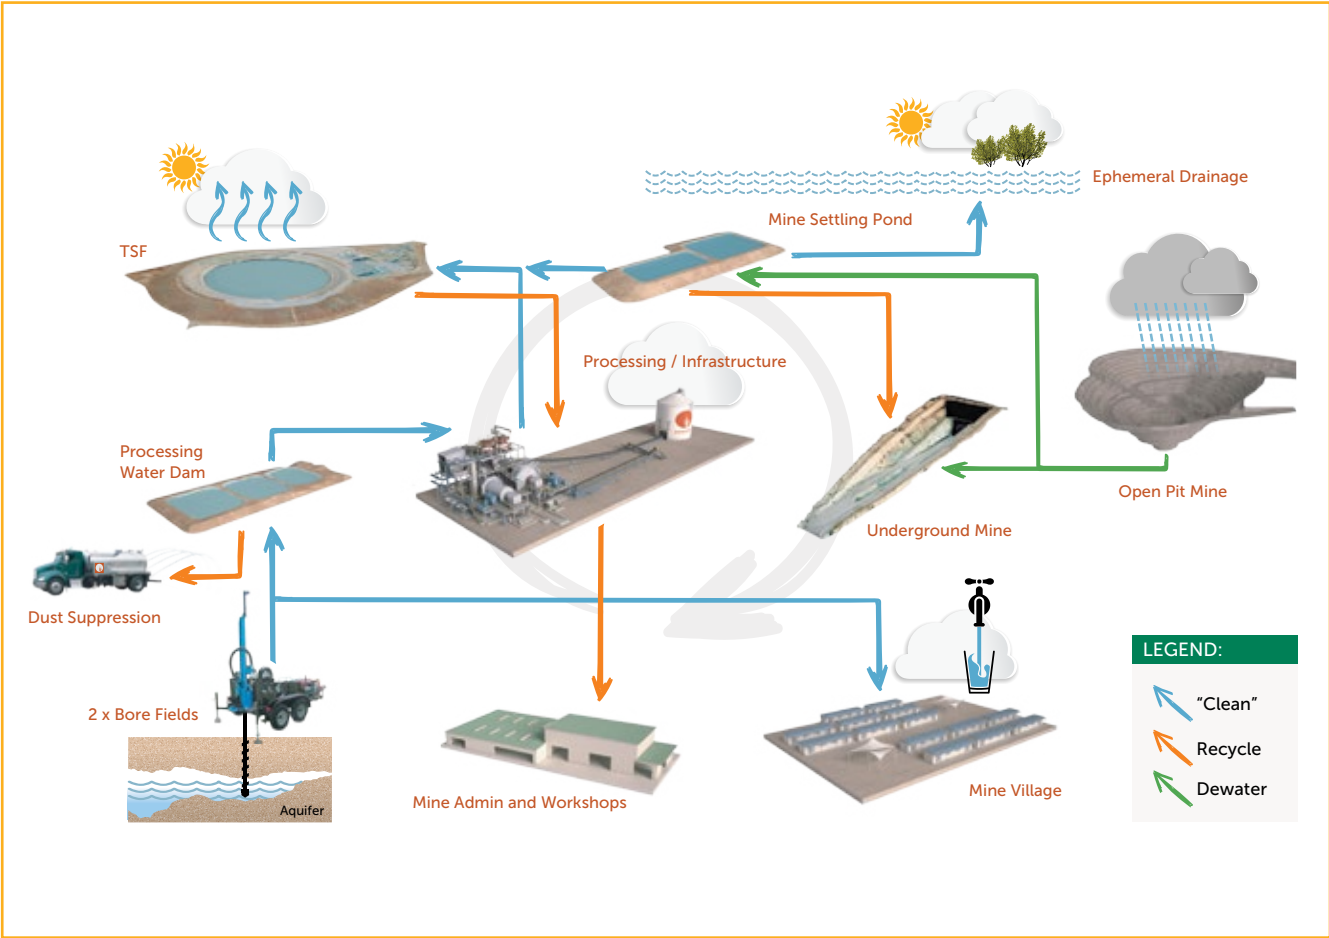 Ephemeral Drainage
Mine Settling Pond
TSF
Processing / Infrastructure
Processing
Water Dam
Open Pit Mine
Underground Mine
Dust Suppression
2 x Bore Fields
Aquifer
Mine Admin and Workshops
Mine Village
LEGEND:
“Clean”
Recycle
Dewater